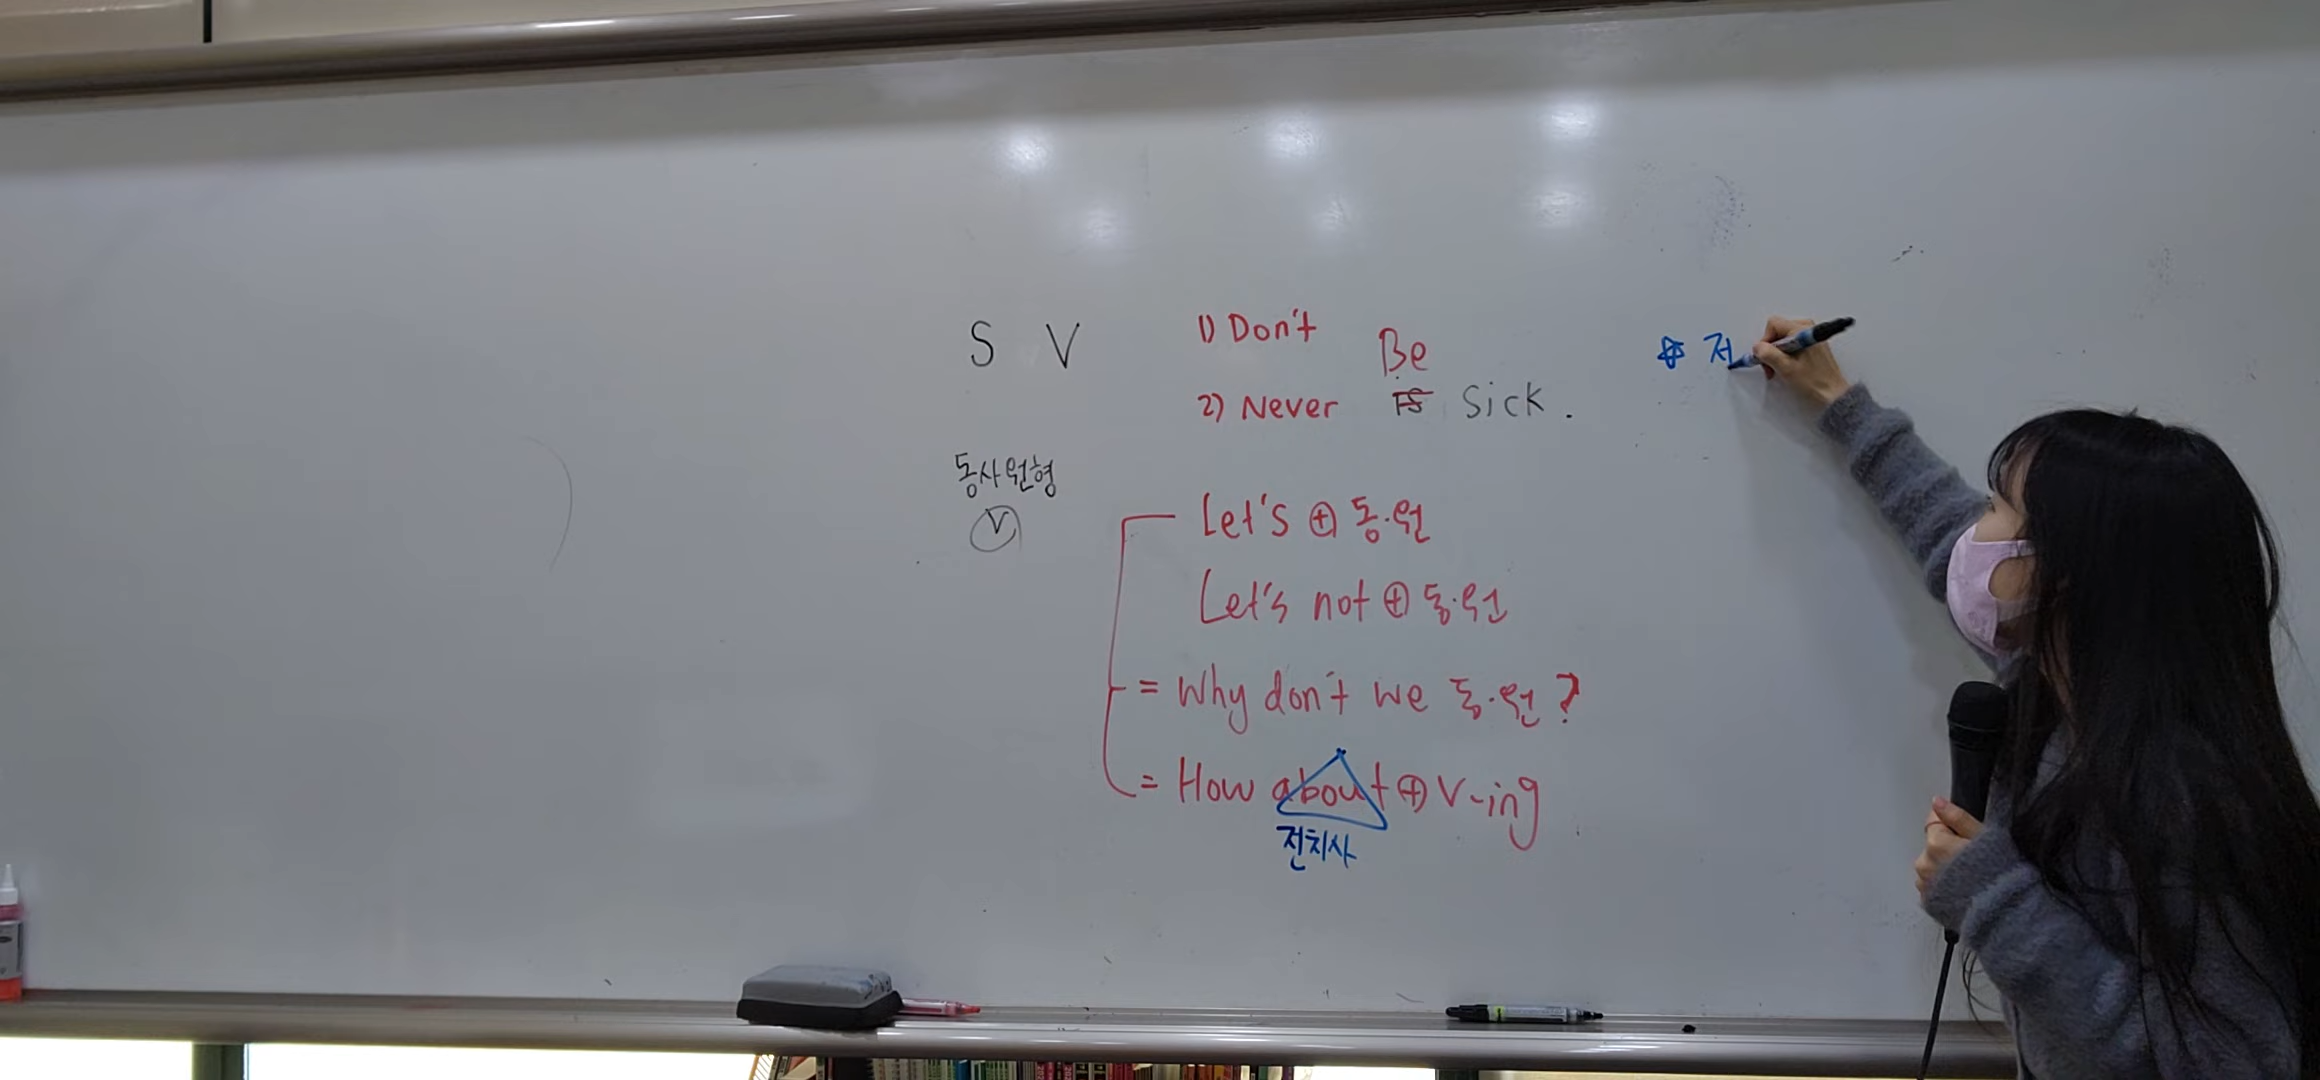 S V
1) Don't
Be
2) Never is sick.
동사원형
V
Let's ⊕ 동.원
Let's not ⊕ 동.원
= Why don't we 동.원?
= How about ⊕ V-ing
전치사
☆ 저